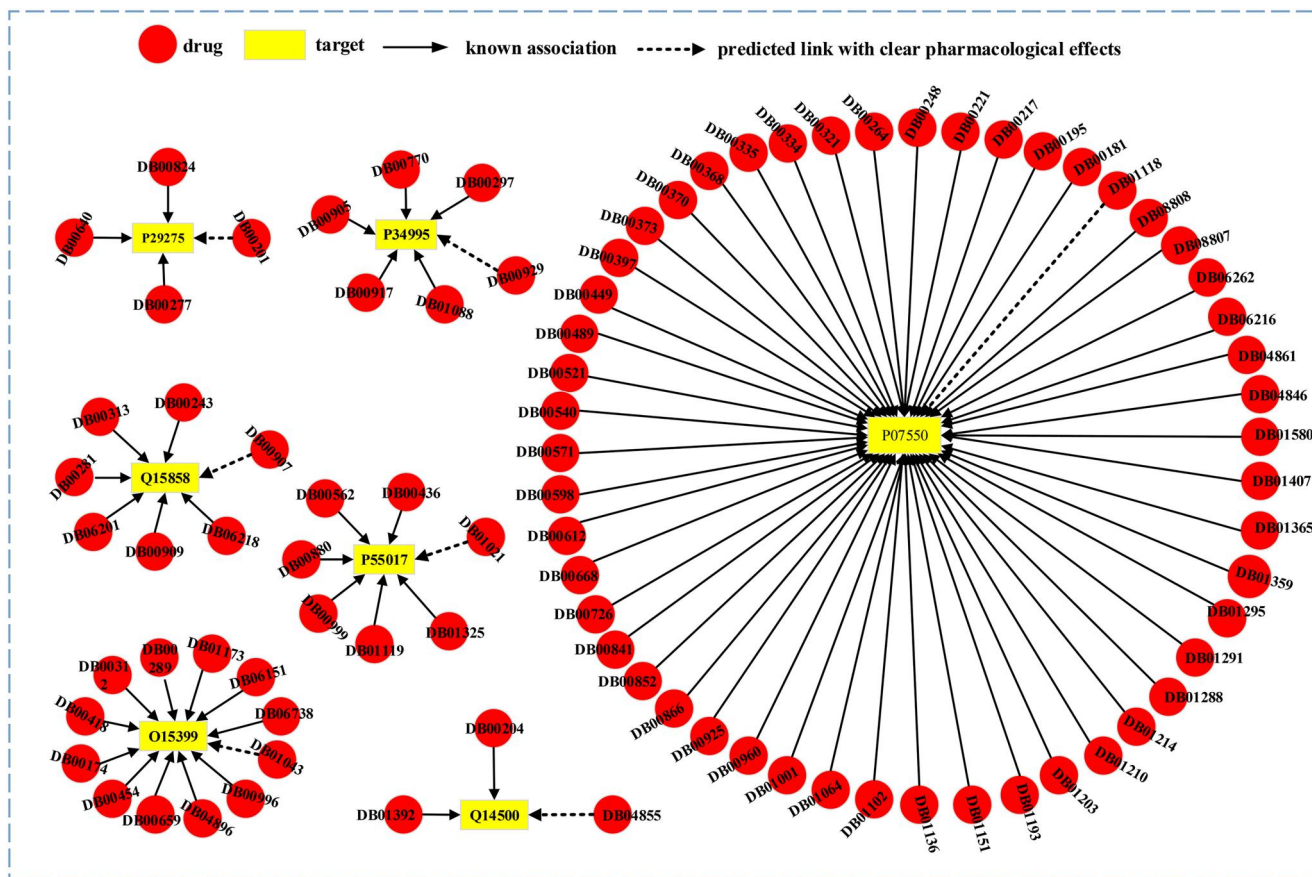 drug
target
known association
predicted link with clear pharmacological effects
DB00824
DB00640
P29275
DB00201
DB00277
DB00770
DB00297
DB00905
P34995
DB00929
DB00917
DB01088
DB00313
DB00243
DB00907
DB00281
Q15858
DB06201
DB00909
DB06218
DB00562
DB00436
DB01021
DB00880
P55017
DB00999
DB01119
DB01325
DB0031
2
DB00
289
DB01173
DB06151
DB00418
DB06738
O15399
DB01043
DB00174
DB00454
DB00659
DB04896
DB00996
DB00204
DB01392
Q14500
DB04855
DB00248
DB00221
DB00217
DB00195
DB00181
DB01118
DB08808
DB08807
DB06262
DB06216
DB04861
DB04846
DB01580
DB01407
DB01365
DB01359
DB01295
DB01291
DB01288
DB01214
DB01210
DB01203
DB01193
DB01151
DB01136
DB01102
DB01064
DB01001
DB00960
DB00925
DB00866
DB00852
DB00841
DB00726
DB00668
DB00612
DB00598
DB00571
DB00540
DB00521
DB00489
DB00449
DB00397
DB00373
DB00370
DB00368
DB00335
DB00334
DB00321
DB00264
P07550